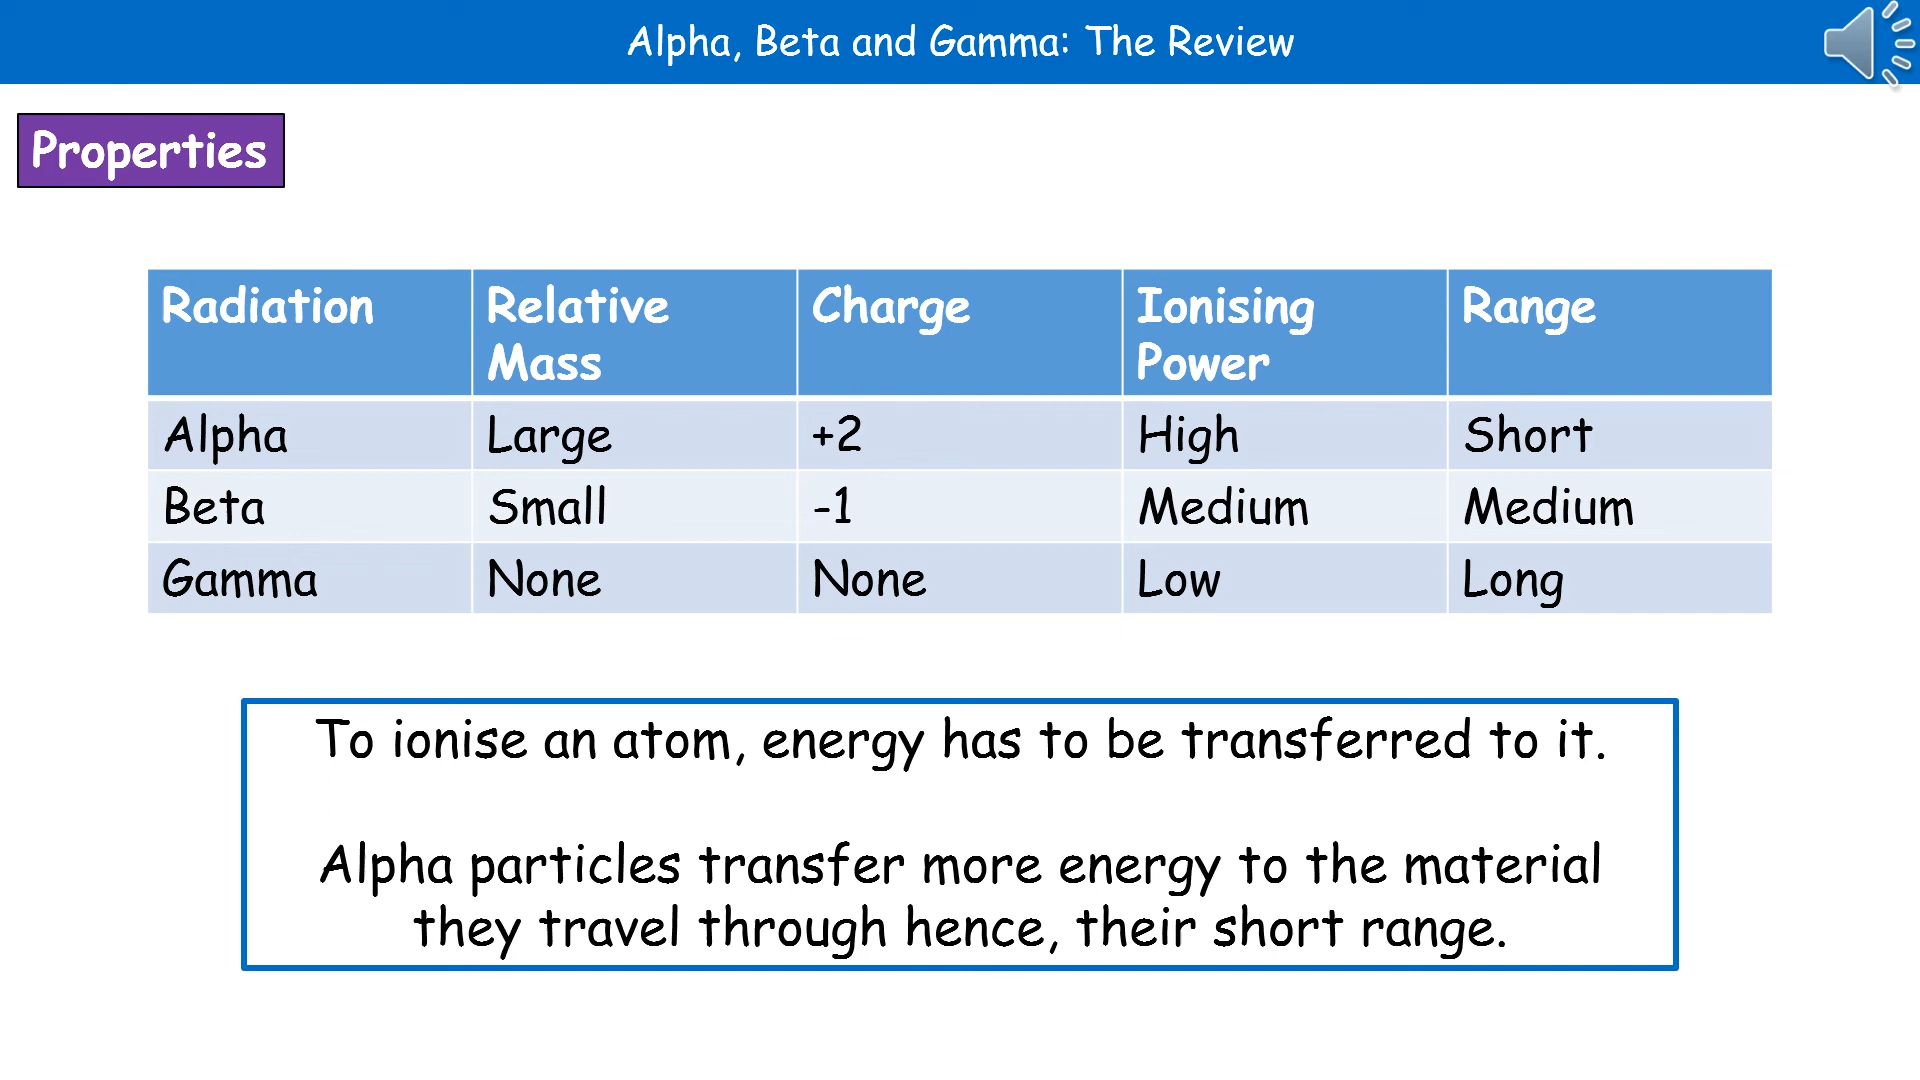 Alpha, Beta and Gamma: The Review
Properties
Radiation Relative Mass Charge Ionising Power Range
Alpha Large +2 High Short
Beta Small -1 Medium Medium
Gamma None None Low Long
To ionise an atom, energy has to be transferred to it.
Alpha particles transfer more energy to the material
they travel through hence, their short range.